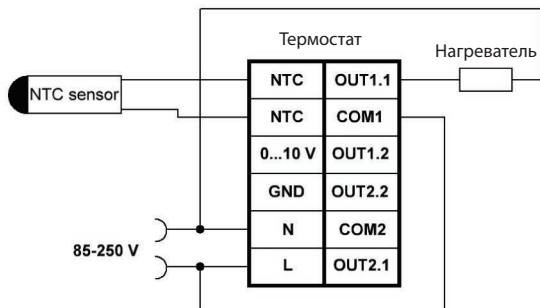 Термостат
Нагреватель
NTC sensor
NTC OUT1.1
NTC COM1
0...10 V OUT1.2
GND OUT2.2
N COM2
L OUT2.1
85-250 V